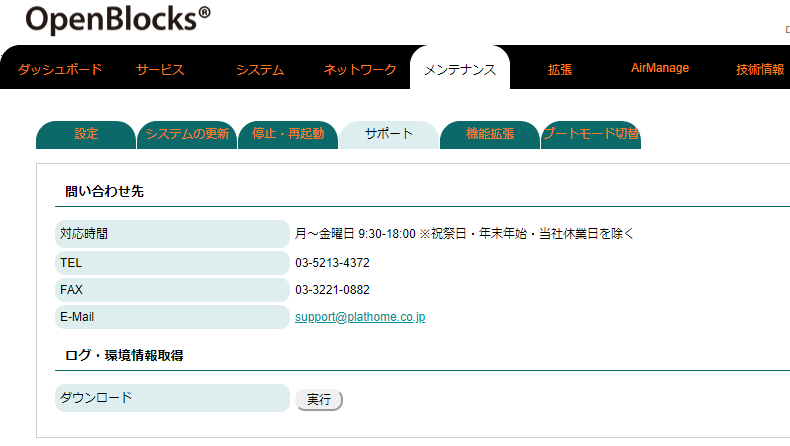 OpenBlocks®
ダッシュボード サービス システム ネットワーク メンテナンス 拡張 AirManage 技術情報
設定 システムの更新 停止・再起動 サポート 機能拡張 ブートモード切替
問い合わせ先
対応時間 月～金曜日 9:30-18:00 ※祝祭日・年末年始・当社休業日を除く
TEL 03-5213-4372
FAX 03-3221-0882
E-Mail support@plathome.co.jp
ログ・環境情報取得
ダウンロード 実行